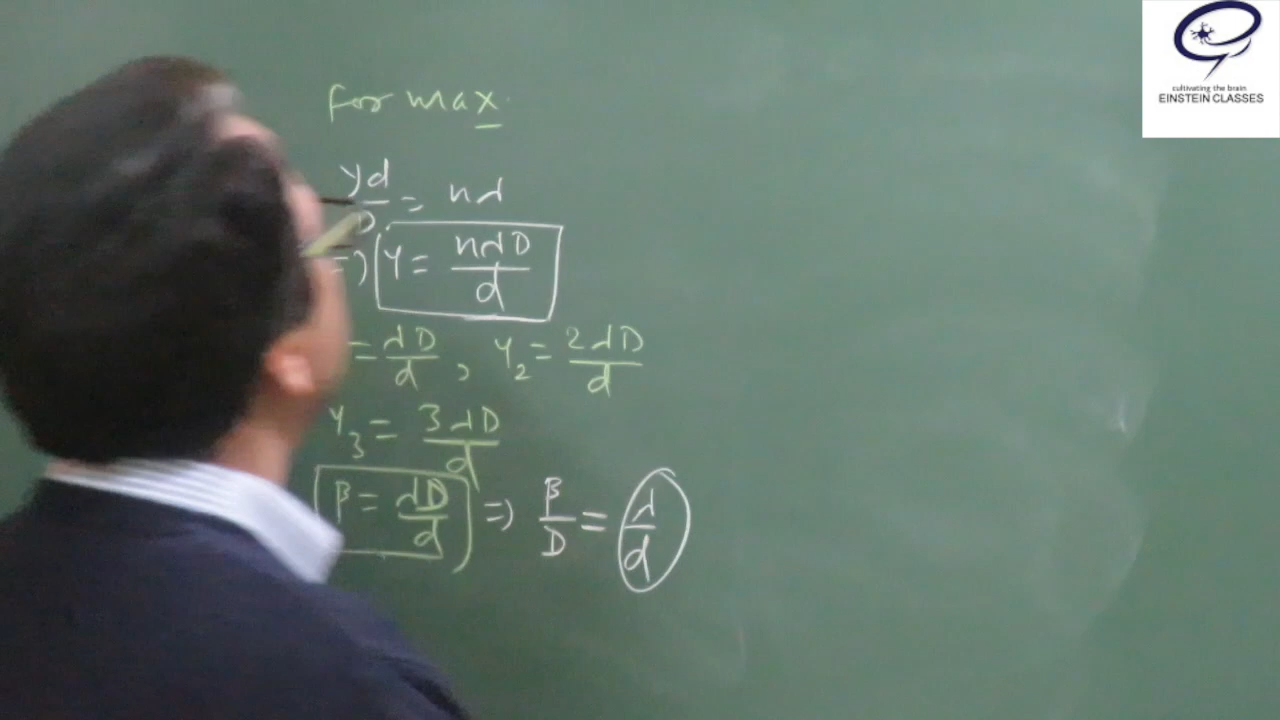 cultivating the brain
EINSTEIN CLASSES
For max.
yd/D = nλ
=) y = nλD/d
= λD/d , y₂ = 2λD/d
y₃ = 3λD/d
β = λD/d => β/D = λ/d